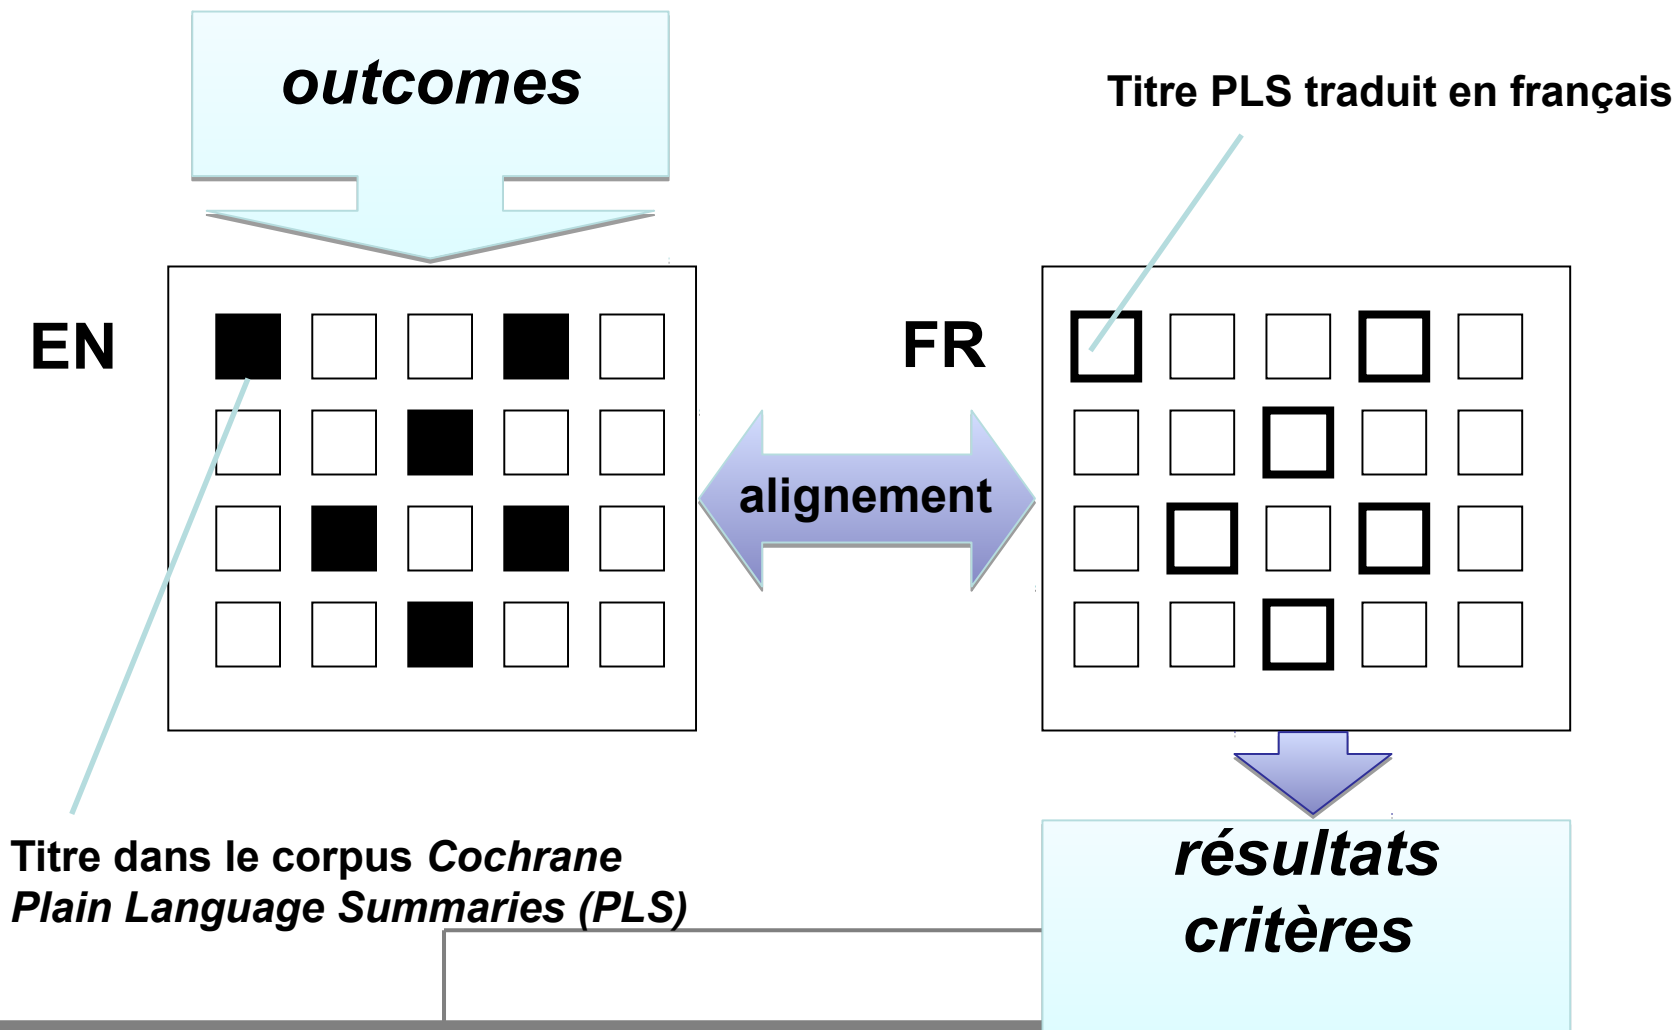 outcomes
Titre PLS traduit en français
EN
FR
alignement
Titre dans le corpus Cochrane
Plain Language Summaries (PLS)
résultats
critères